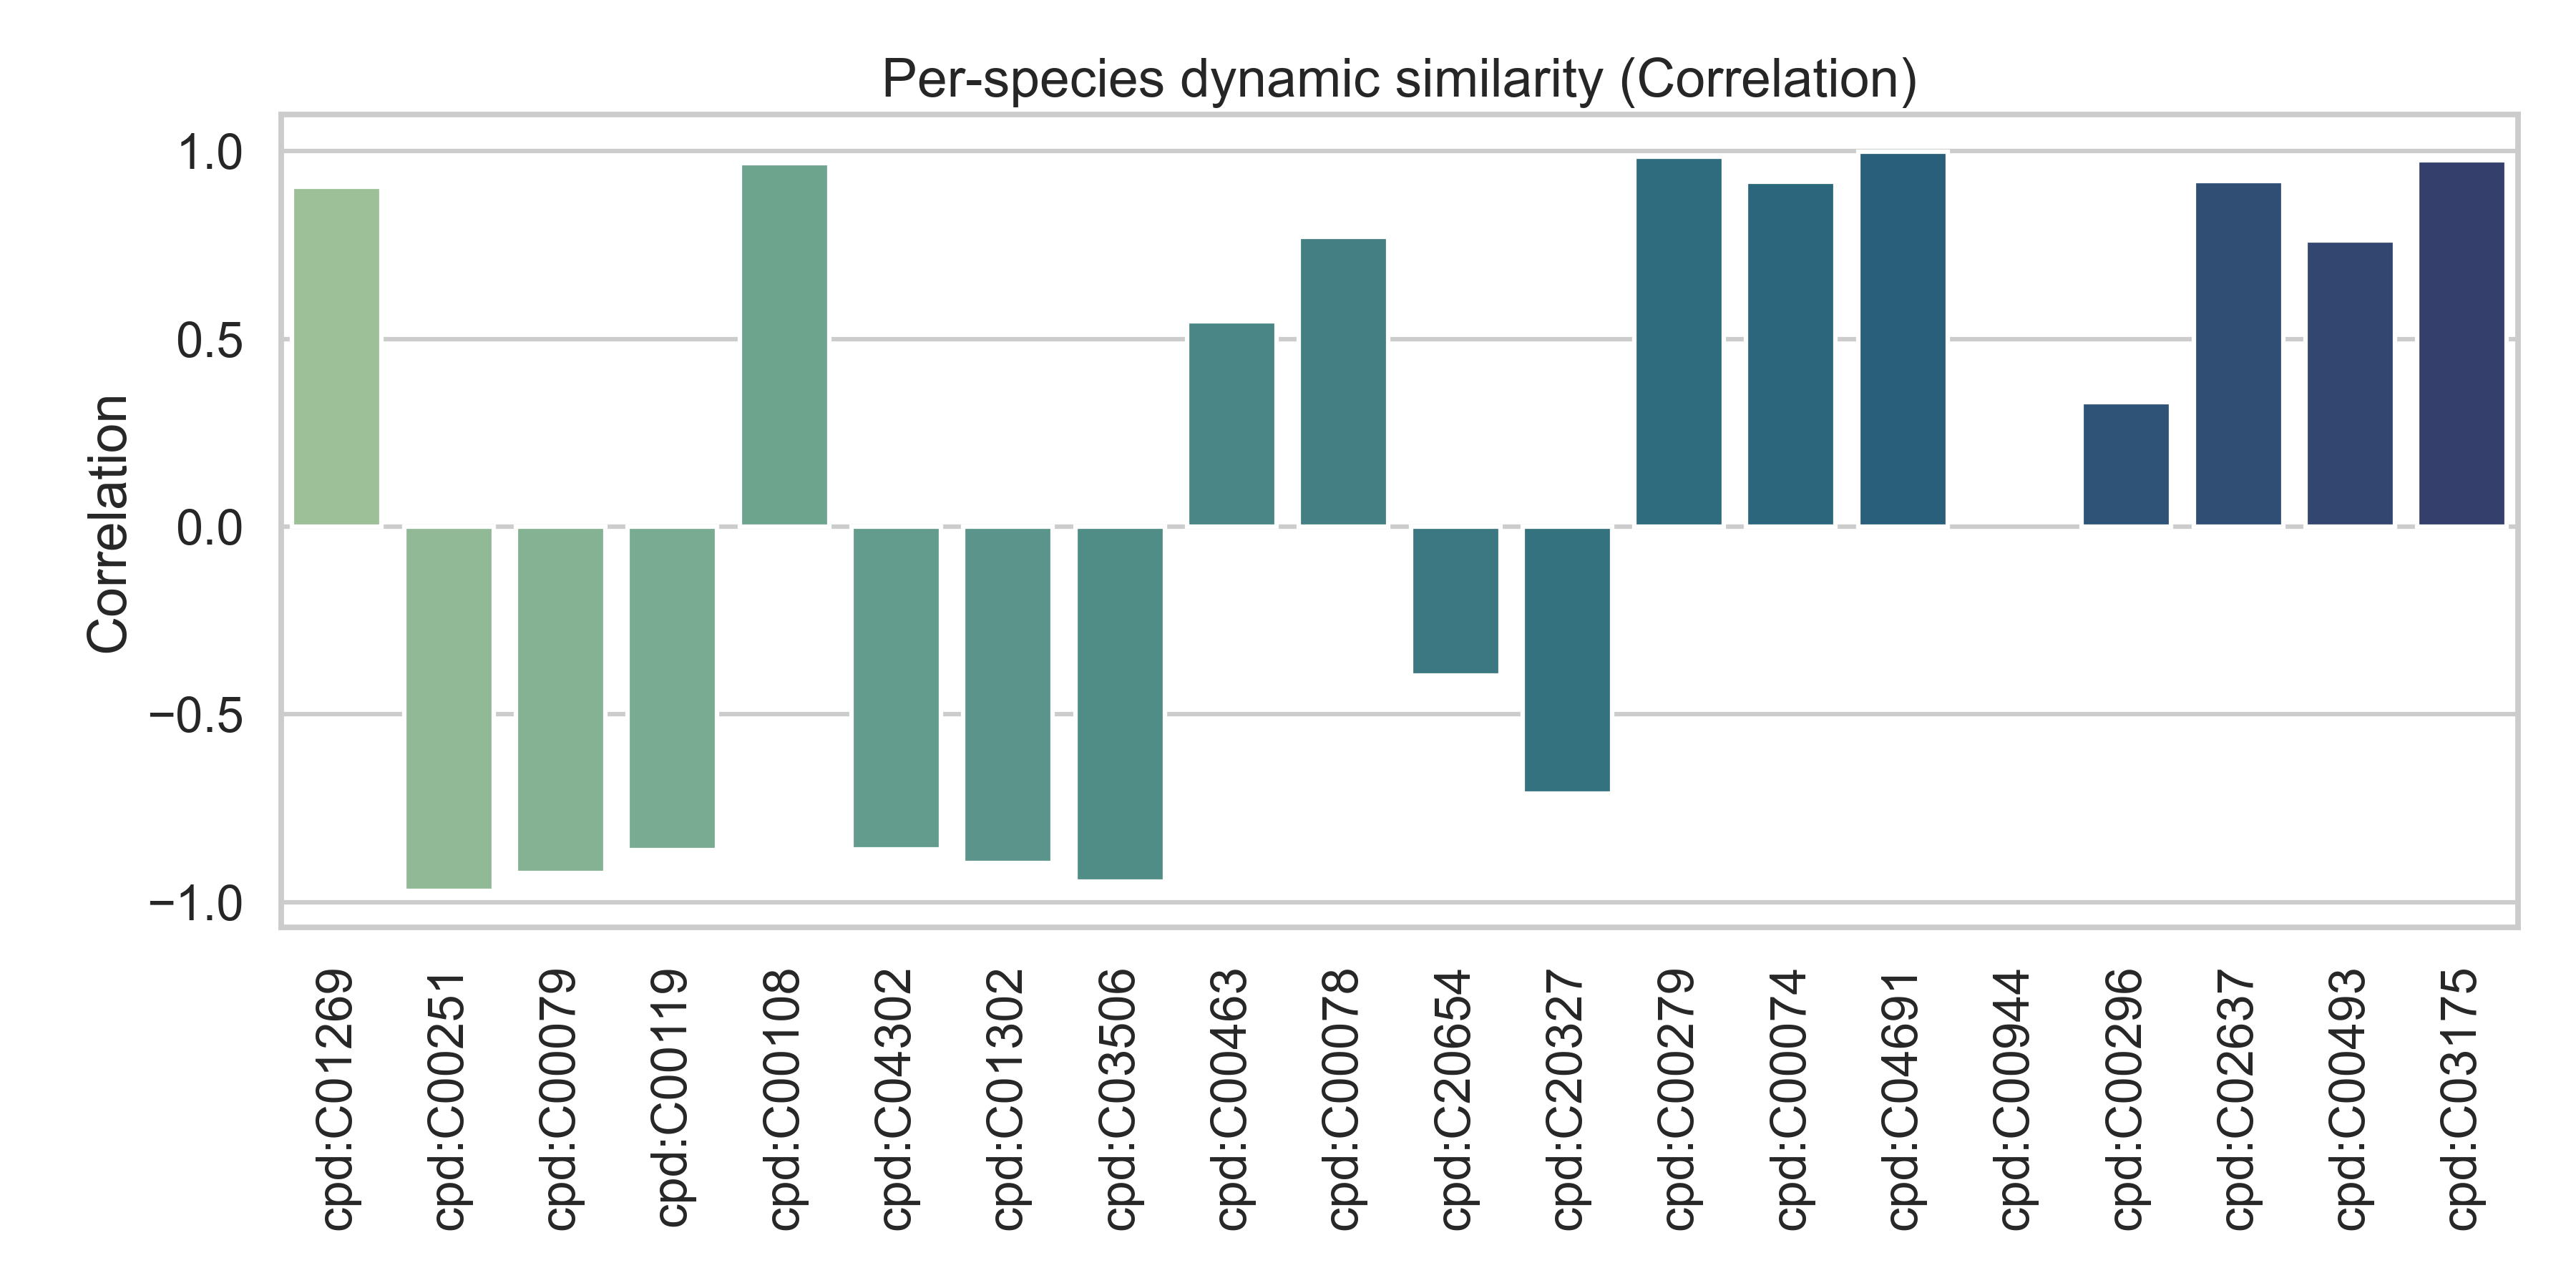 Per-species dynamic similarity (Correlation)
Correlation
1.0
0.5
0.0
−0.5
−1.0
cpd:C01269
cpd:C00251
cpd:C00079
cpd:C00119
cpd:C00108
cpd:C04302
cpd:C01302
cpd:C03506
cpd:C00463
cpd:C00078
cpd:C20654
cpd:C20327
cpd:C00279
cpd:C00074
cpd:C04691
cpd:C00944
cpd:C00296
cpd:C02637
cpd:C00493
cpd:C03175